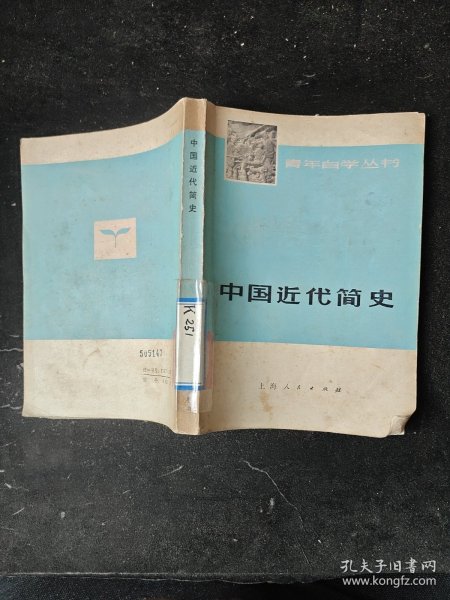 青年自学丛书
中国近代简史
上海人民出版社
中国近代简史
K 251
505147
孔夫子旧书网
www.kongfz.com